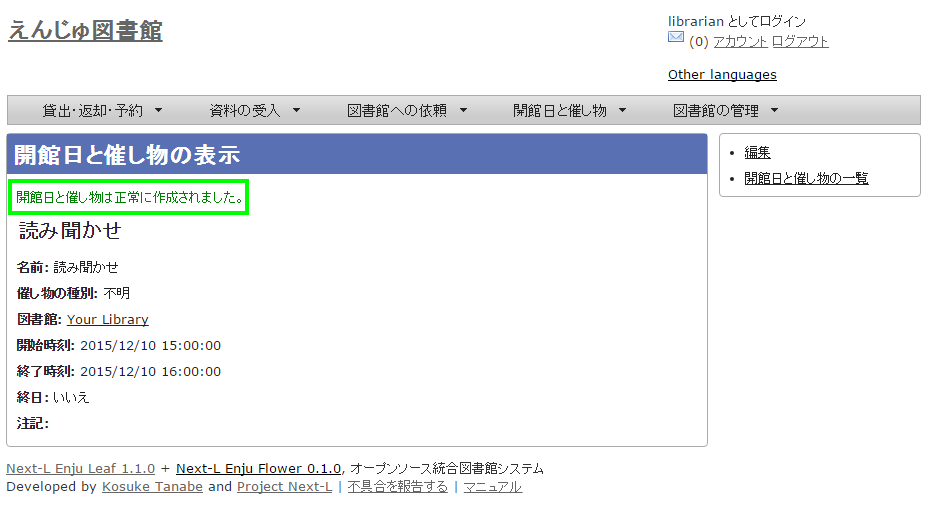 えんじゅ図書館
librarian としてログイン
(0) アカウント ログアウト
Other languages
貸出・返却・予約 資料の受入 図書館への依頼 開館日と催し物 図書館の管理
開館日と催し物の表示
開館日と催し物は正常に作成されました。
読み聞かせ
名前: 読み聞かせ
催し物の種別: 不明
図書館: Your Library
開始時刻: 2015/12/10 15:00:00
終了時刻: 2015/12/10 16:00:00
終日: いいえ
注記:
編集
開館日と催し物の一覧
Next-L Enju Leaf 1.1.0 + Next-L Enju Flower 0.1.0, オープンソース統合図書館システム
Developed by Kosuke Tanabe and Project Next-L | 不具合を報告する | マニュアル